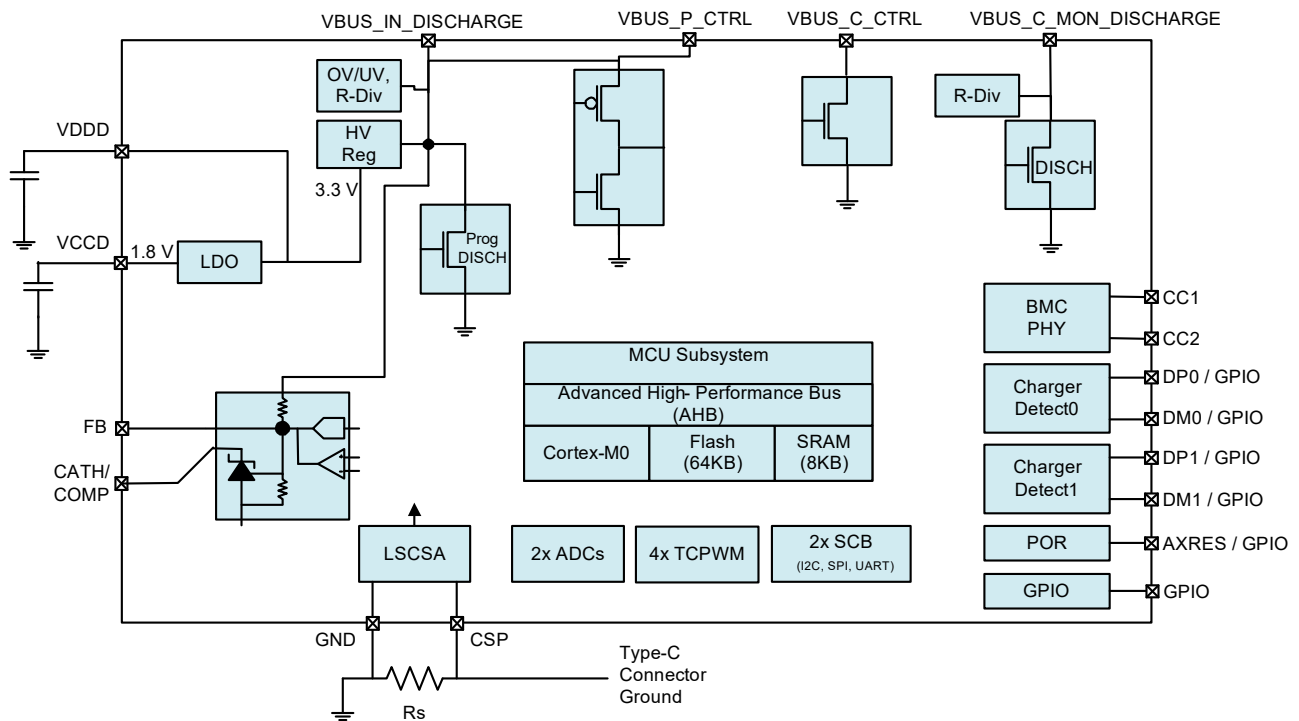 VBUS_IN_DISCHARGE
VBUS_P_CTRL
VBUS_C_CTRL
VBUS_C_MON_DISCHARGE
OV/UV,
R-Div
R-Div
VDDD
HV
Reg
3.3 V
DISCH
VCCD
1.8 V
LDO
Prog
DISCH
BMC
PHY
CC1
CC2
MCU Subsystem
Advanced High- Performance Bus
(AHB)
Cortex-M0
Flash
(64KB)
SRAM
(8KB)
Charger
Detect0
DP0 / GPIO
DM0 / GPIO
FB
CATH/
COMP
Charger
Detect1
DP1 / GPIO
DM1 / GPIO
LSCSA
2x ADCs
4x TCPWM
2x SCB
(I2C, SPI, UART)
POR
AXRES / GPIO
GPIO
GPIO
GND
CSP
Type-C
Connector
Ground
Rs